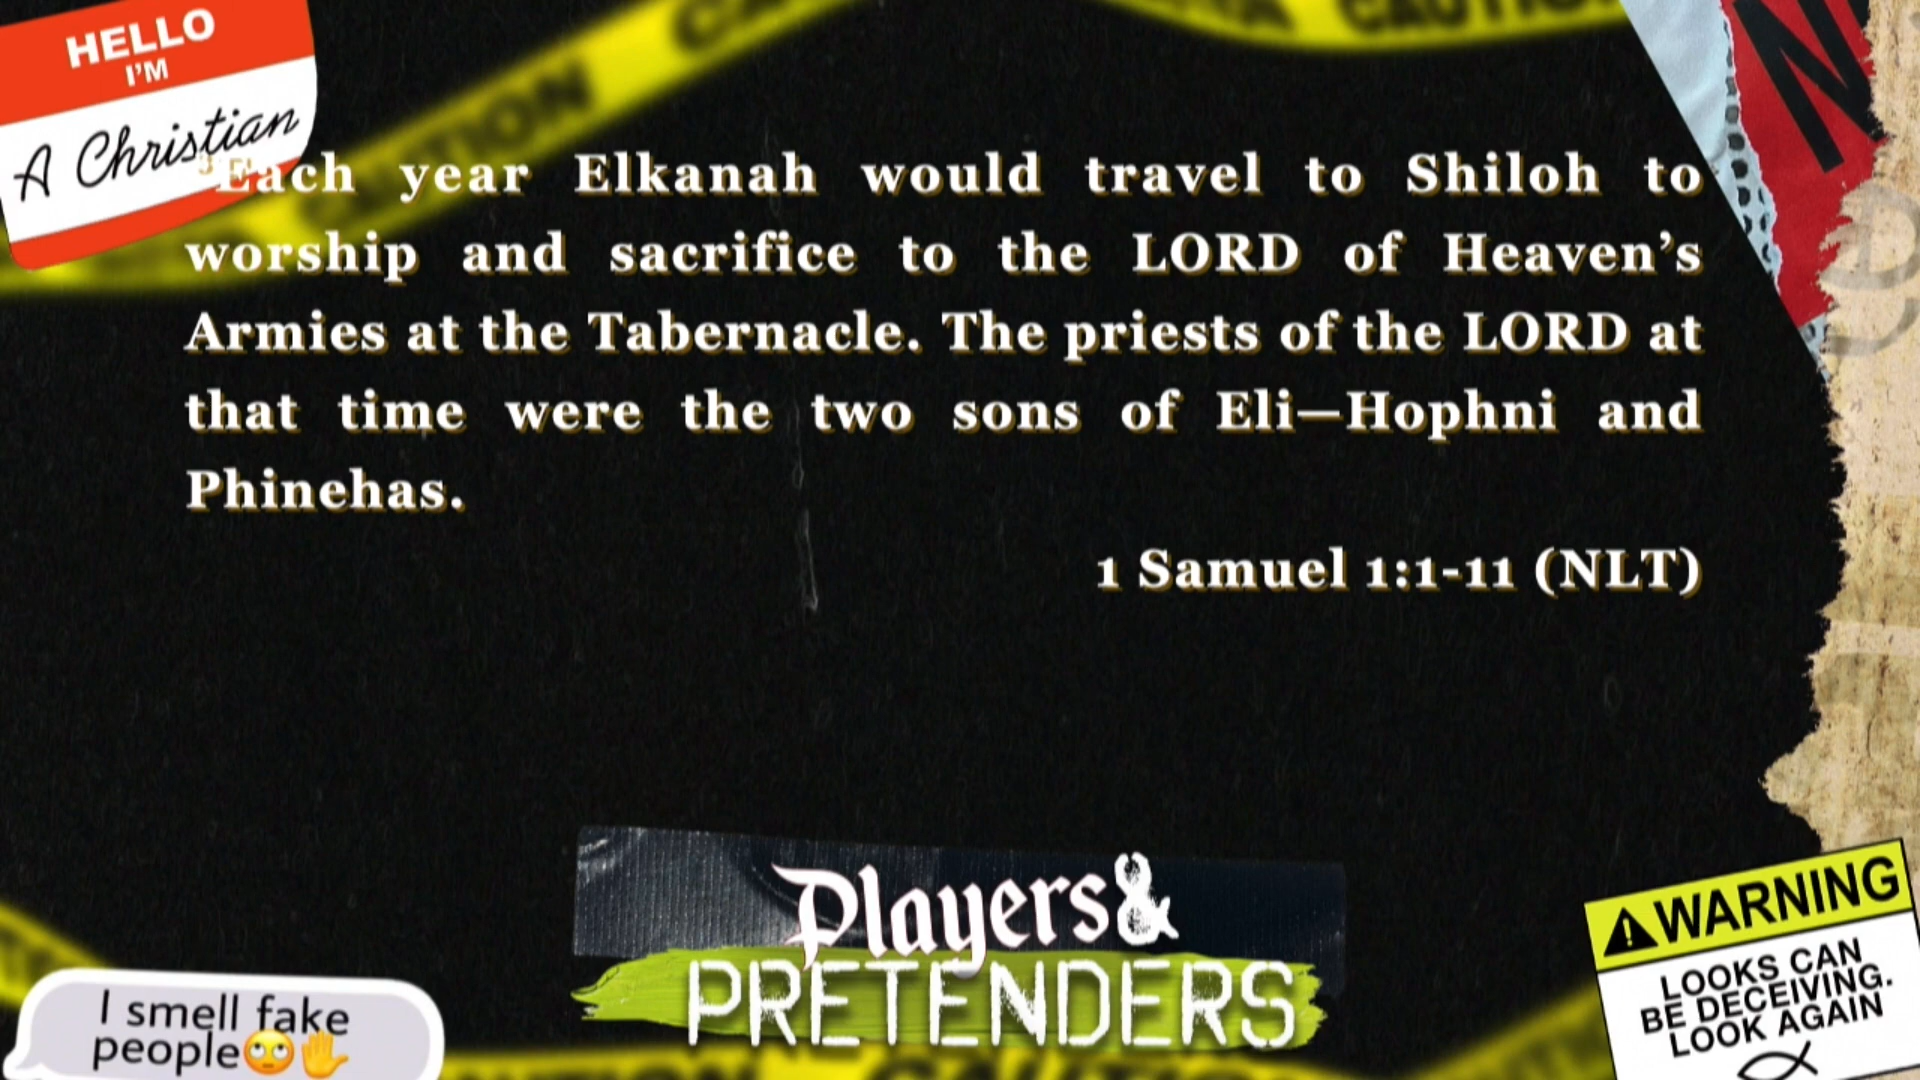 HELLO
I'M
A Christian
CAUTION
CAUTION
³Each year Elkanah would travel to Shiloh to
worship and sacrifice to the LORD of Heaven’s
Armies at the Tabernacle. The priests of the LORD at
that time were the two sons of Eli—Hophni and
Phinehas.
1 Samuel 1:1-11 (NLT)
Players&
PRETENDERS
I smell fake
people🙄✋
WARNING
LOOKS CAN
BE DECEIVING.
LOOK AGAIN